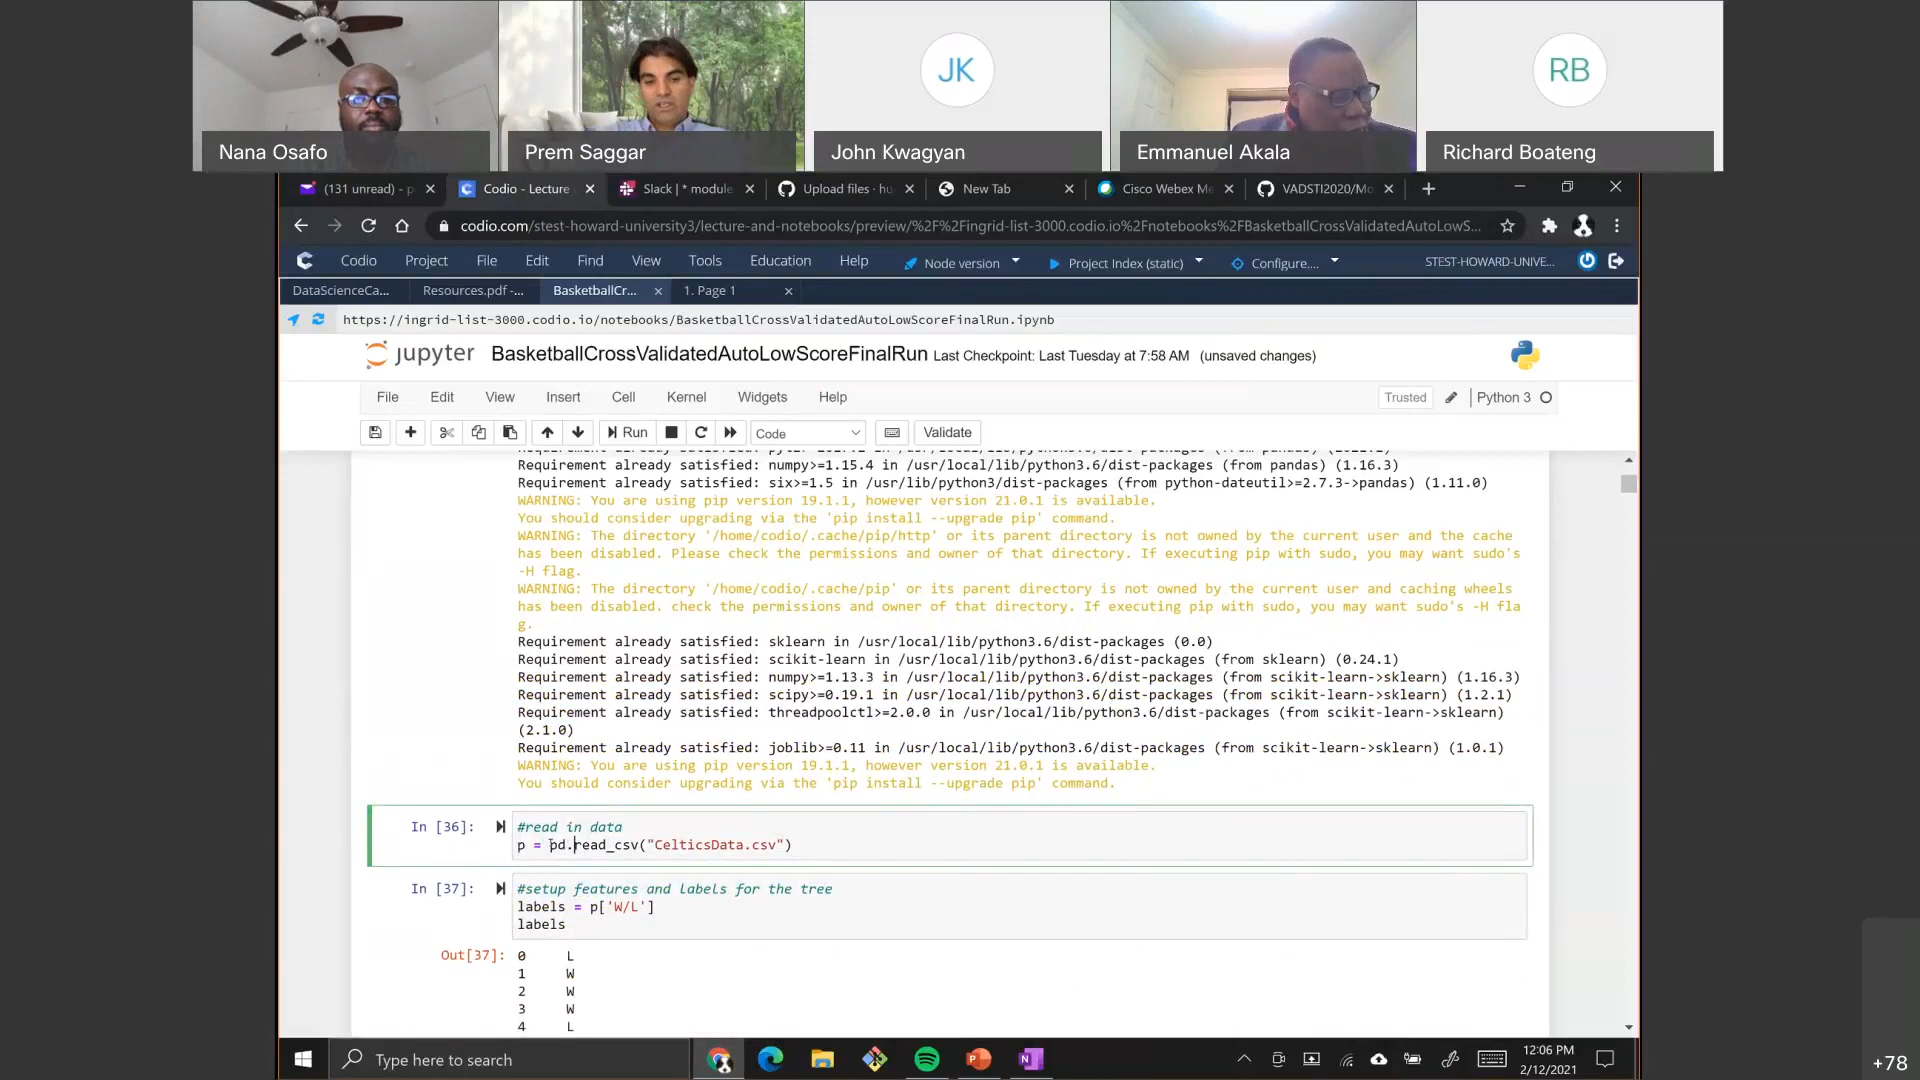 JK
RB
Nana Osafo
Prem Saggar
John Kwagyan
Emmanuel Akala
Richard Boateng
(131 unread) - p
Codio - Lecture
Slack | * module
Upload files · hu
New Tab
Cisco Webex Me
VADSTI2020/Mo
codio.com/stest-howard-university3/lecture-and-notebooks/preview/%2F%2Fingrid-list-3000.codio.io%2Fnotebooks%2FBasketballCrossValidatedAutoLowS...
Codio Project File Edit Find View Tools Education Help Node version Project Index (static) Configure.... STEST-HOWARD-UNIVE...
DataScienceCa... Resources.pdf -... BasketballCr... 1. Page 1
https://ingrid-list-3000.codio.io/notebooks/BasketballCrossValidatedAutoLowScoreFinalRun.ipynb
jupyter BasketballCrossValidatedAutoLowScoreFinalRun Last Checkpoint: Last Tuesday at 7:58 AM (unsaved changes)
File Edit View Insert Cell Kernel Widgets Help Trusted Python 3
Run Code Validate
Requirement already satisfied: numpy>=1.15.4 in /usr/local/lib/python3.6/dist-packages (from pandas) (1.16.3)
Requirement already satisfied: six>=1.5 in /usr/lib/python3/dist-packages (from python-dateutil>=2.7.3->pandas) (1.11.0)
WARNING: You are using pip version 19.1.1, however version 21.0.1 is available.
You should consider upgrading via the 'pip install --upgrade pip' command.
WARNING: The directory '/home/codio/.cache/pip/http' or its parent directory is not owned by the current user and the cache
has been disabled. Please check the permissions and owner of that directory. If executing pip with sudo, you may want sudo's
-H flag.
WARNING: The directory '/home/codio/.cache/pip' or its parent directory is not owned by the current user and caching wheels
has been disabled. check the permissions and owner of that directory. If executing pip with sudo, you may want sudo's -H fla
g.
Requirement already satisfied: sklearn in /usr/local/lib/python3.6/dist-packages (0.0)
Requirement already satisfied: scikit-learn in /usr/local/lib/python3.6/dist-packages (from sklearn) (0.24.1)
Requirement already satisfied: numpy>=1.13.3 in /usr/local/lib/python3.6/dist-packages (from scikit-learn->sklearn) (1.16.3)
Requirement already satisfied: scipy>=0.19.1 in /usr/local/lib/python3.6/dist-packages (from scikit-learn->sklearn) (1.2.1)
Requirement already satisfied: threadpoolctl>=2.0.0 in /usr/local/lib/python3.6/dist-packages (from scikit-learn->sklearn)
(2.1.0)
Requirement already satisfied: joblib>=0.11 in /usr/local/lib/python3.6/dist-packages (from scikit-learn->sklearn) (1.0.1)
WARNING: You are using pip version 19.1.1, however version 21.0.1 is available.
You should consider upgrading via the 'pip install --upgrade pip' command.
In [36]: #read in data
p = pd.read_csv("CelticsData.csv")
In [37]: #setup features and labels for the tree
labels = p['W/L']
labels
Out[37]: 0 L
1 W
2 W
3 W
4 L
Type here to search
12:06 PM
2/12/2021
+78